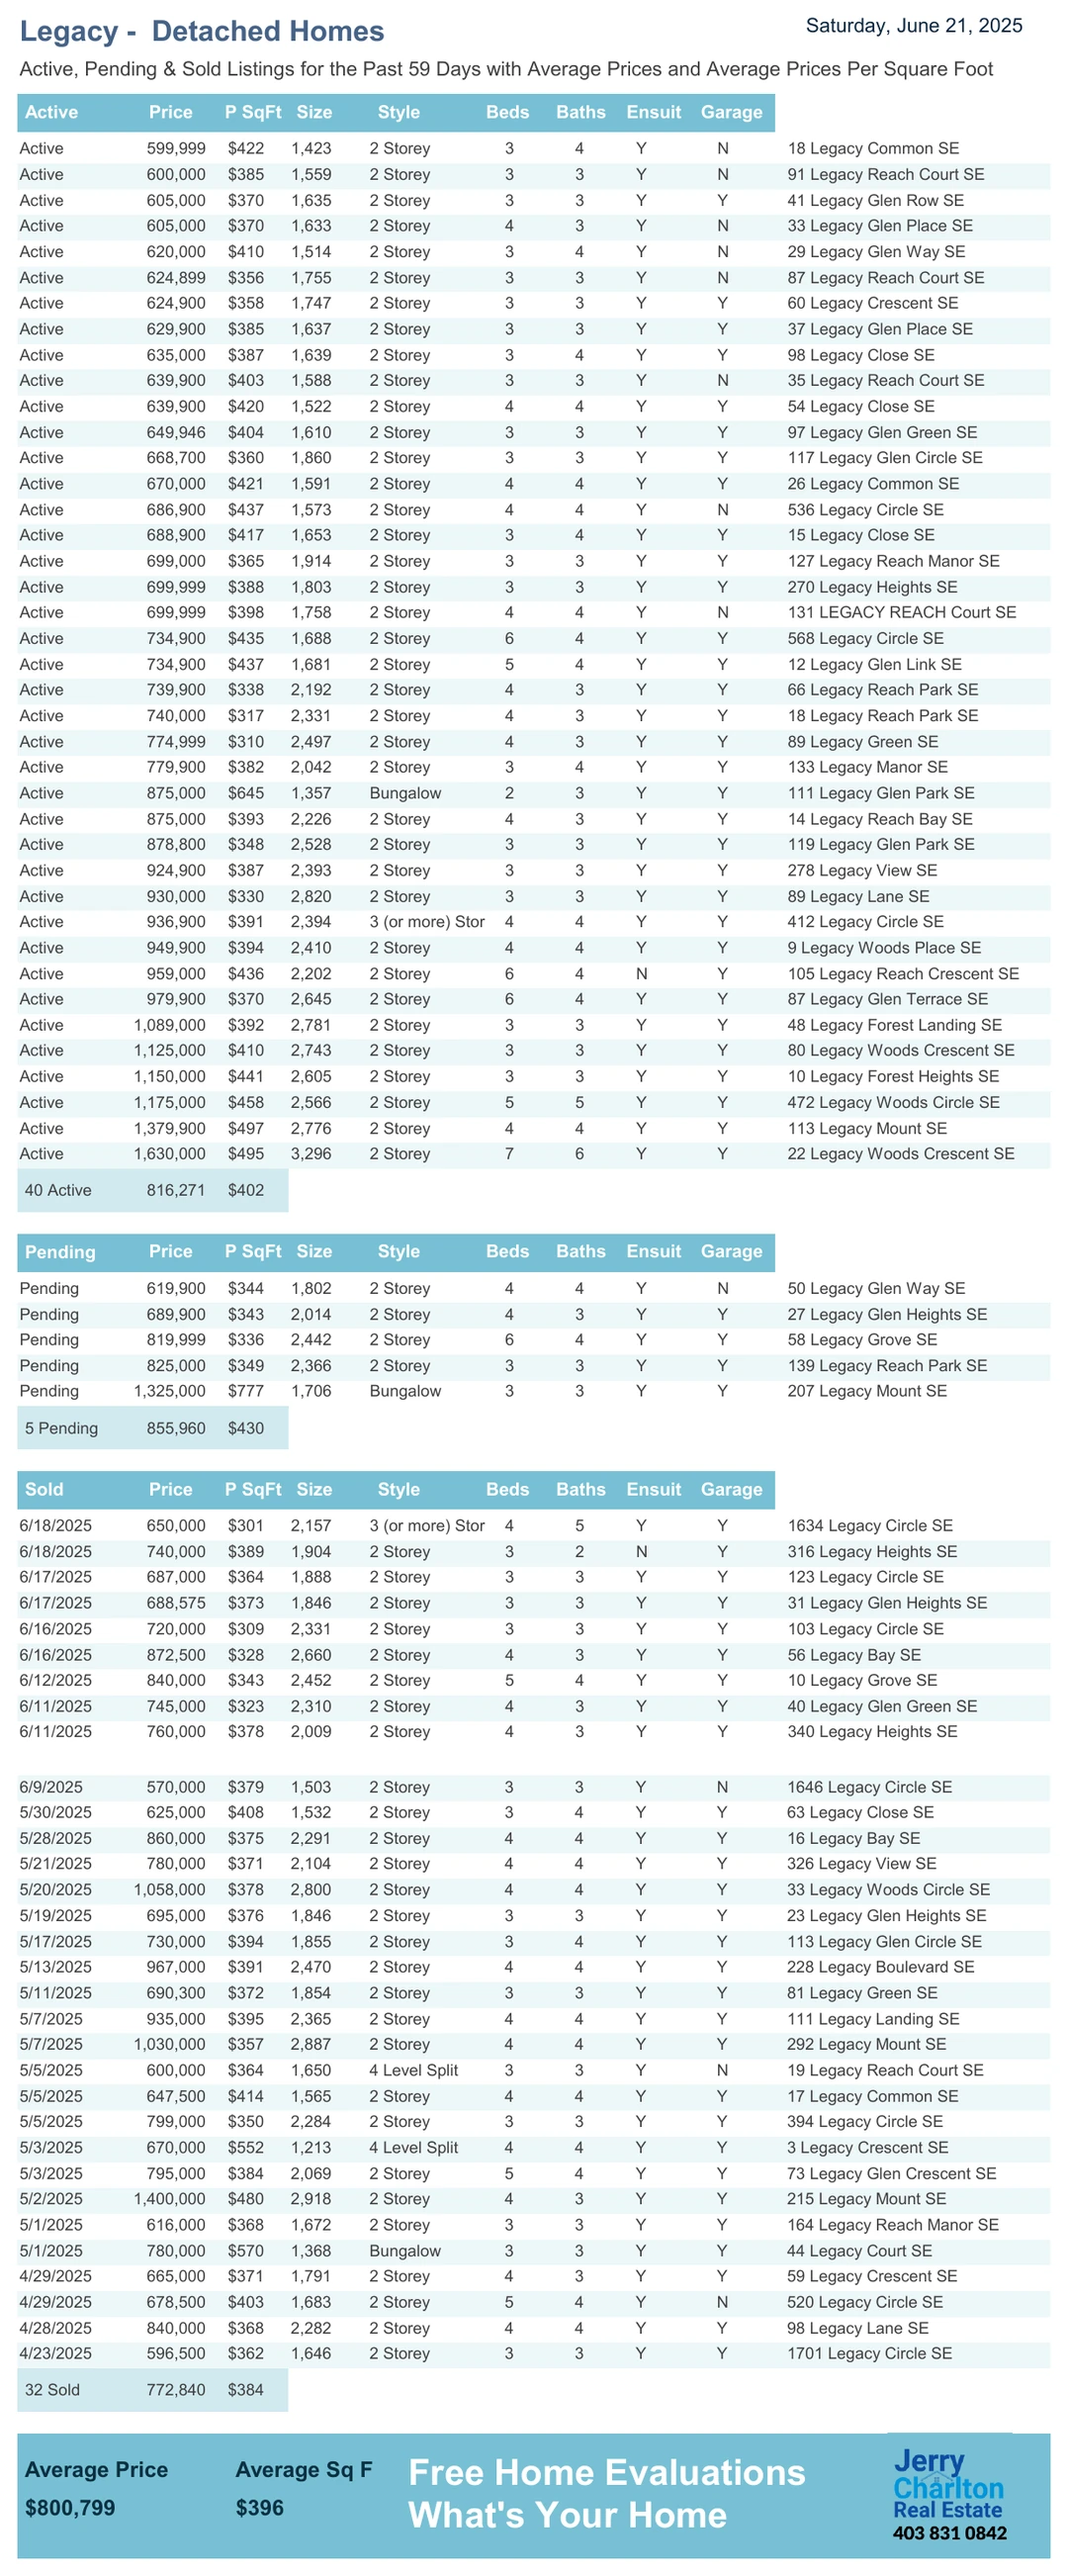 Legacy - Detached Homes
Saturday, June 21, 2025
Active, Pending & Sold Listings for the Past 59 Days with Average Prices and Average Prices Per Square Foot
Active Price P SqFt Size Style Beds Baths Ensuit Garage
Active 599,999 $422 1,423 2 Storey 3 4 Y N 18 Legacy Common SE
Active 600,000 $385 1,559 2 Storey 3 3 Y N 91 Legacy Reach Court SE
Active 605,000 $370 1,635 2 Storey 3 3 Y Y 41 Legacy Glen Row SE
Active 605,000 $370 1,633 2 Storey 4 3 Y N 33 Legacy Glen Place SE
Active 620,000 $410 1,514 2 Storey 3 4 Y N 29 Legacy Glen Way SE
Active 624,899 $356 1,755 2 Storey 3 3 Y N 87 Legacy Reach Court SE
Active 624,900 $358 1,747 2 Storey 3 3 Y Y 60 Legacy Crescent SE
Active 629,900 $385 1,637 2 Storey 3 3 Y Y 37 Legacy Glen Place SE
Active 635,000 $387 1,639 2 Storey 3 4 Y Y 98 Legacy Close SE
Active 639,900 $403 1,588 2 Storey 3 3 Y N 35 Legacy Reach Court SE
Active 639,900 $420 1,522 2 Storey 4 4 Y Y 54 Legacy Close SE
Active 649,946 $404 1,610 2 Storey 3 3 Y Y 97 Legacy Glen Green SE
Active 668,700 $360 1,860 2 Storey 3 3 Y Y 117 Legacy Glen Circle SE
Active 670,000 $421 1,591 2 Storey 4 4 Y Y 26 Legacy Common SE
Active 686,900 $437 1,573 2 Storey 4 4 Y N 536 Legacy Circle SE
Active 688,900 $417 1,653 2 Storey 3 4 Y Y 15 Legacy Close SE
Active 699,000 $365 1,914 2 Storey 3 3 Y Y 127 Legacy Reach Manor SE
Active 699,999 $388 1,803 2 Storey 3 3 Y Y 270 Legacy Heights SE
Active 699,999 $398 1,758 2 Storey 4 4 Y N 131 LEGACY REACH Court SE
Active 734,900 $435 1,688 2 Storey 6 4 Y Y 568 Legacy Circle SE
Active 734,900 $437 1,681 2 Storey 5 4 Y Y 12 Legacy Glen Link SE
Active 739,900 $338 2,192 2 Storey 4 3 Y Y 66 Legacy Reach Park SE
Active 740,000 $317 2,331 2 Storey 4 3 Y Y 18 Legacy Reach Park SE
Active 774,999 $310 2,497 2 Storey 4 3 Y Y 89 Legacy Green SE
Active 779,900 $382 2,042 2 Storey 3 4 Y Y 133 Legacy Manor SE
Active 875,000 $645 1,357 Bungalow 2 3 Y Y 111 Legacy Glen Park SE
Active 875,000 $393 2,226 2 Storey 4 3 Y Y 14 Legacy Reach Bay SE
Active 878,800 $348 2,528 2 Storey 3 3 Y Y 119 Legacy Glen Park SE
Active 924,900 $387 2,393 2 Storey 3 3 Y Y 278 Legacy View SE
Active 930,000 $330 2,820 2 Storey 3 3 Y Y 89 Legacy Lane SE
Active 936,900 $391 2,394 3 (or more) Stor 4 4 Y Y 412 Legacy Circle SE
Active 949,900 $394 2,410 2 Storey 4 4 Y Y 9 Legacy Woods Place SE
Active 959,000 $436 2,202 2 Storey 6 4 N Y 105 Legacy Reach Crescent SE
Active 979,900 $370 2,645 2 Storey 6 4 Y Y 87 Legacy Glen Terrace SE
Active 1,089,000 $392 2,781 2 Storey 3 3 Y Y 48 Legacy Forest Landing SE
Active 1,125,000 $410 2,743 2 Storey 3 3 Y Y 80 Legacy Woods Crescent SE
Active 1,150,000 $441 2,605 2 Storey 3 3 Y Y 10 Legacy Forest Heights SE
Active 1,175,000 $458 2,566 2 Storey 5 5 Y Y 472 Legacy Woods Circle SE
Active 1,379,900 $497 2,776 2 Storey 4 4 Y Y 113 Legacy Mount SE
Active 1,630,000 $495 3,296 2 Storey 7 6 Y Y 22 Legacy Woods Crescent SE
40 Active 816,271 $402
Pending Price P SqFt Size Style Beds Baths Ensuit Garage
Pending 619,900 $344 1,802 2 Storey 4 4 Y N 50 Legacy Glen Way SE
Pending 689,900 $343 2,014 2 Storey 4 3 Y Y 27 Legacy Glen Heights SE
Pending 819,999 $336 2,442 2 Storey 6 4 Y Y 58 Legacy Grove SE
Pending 825,000 $349 2,366 2 Storey 3 3 Y Y 139 Legacy Reach Park SE
Pending 1,325,000 $777 1,706 Bungalow 3 3 Y Y 207 Legacy Mount SE
5 Pending 855,960 $430
Sold Price P SqFt Size Style Beds Baths Ensuit Garage
6/18/2025 650,000 $301 2,157 3 (or more) Stor 4 5 Y Y 1634 Legacy Circle SE
6/18/2025 740,000 $389 1,904 2 Storey 3 2 N Y 316 Legacy Heights SE
6/17/2025 687,000 $364 1,888 2 Storey 3 3 Y Y 123 Legacy Circle SE
6/17/2025 688,575 $373 1,846 2 Storey 3 3 Y Y 31 Legacy Glen Heights SE
6/16/2025 720,000 $309 2,331 2 Storey 3 3 Y Y 103 Legacy Circle SE
6/16/2025 872,500 $328 2,660 2 Storey 4 3 Y Y 56 Legacy Bay SE
6/12/2025 840,000 $343 2,452 2 Storey 5 4 Y Y 10 Legacy Grove SE
6/11/2025 745,000 $323 2,310 2 Storey 4 3 Y Y 40 Legacy Glen Green SE
6/11/2025 760,000 $378 2,009 2 Storey 4 3 Y Y 340 Legacy Heights SE
6/9/2025 570,000 $379 1,503 2 Storey 3 3 Y N 1646 Legacy Circle SE
5/30/2025 625,000 $408 1,532 2 Storey 3 4 Y Y 63 Legacy Close SE
5/28/2025 860,000 $375 2,291 2 Storey 4 4 Y Y 16 Legacy Bay SE
5/21/2025 780,000 $371 2,104 2 Storey 4 4 Y Y 326 Legacy View SE
5/20/2025 1,058,000 $378 2,800 2 Storey 4 4 Y Y 33 Legacy Woods Circle SE
5/19/2025 695,000 $376 1,846 2 Storey 3 3 Y Y 23 Legacy Glen Heights SE
5/17/2025 730,000 $394 1,855 2 Storey 3 4 Y Y 113 Legacy Glen Circle SE
5/13/2025 967,000 $391 2,470 2 Storey 4 4 Y Y 228 Legacy Boulevard SE
5/11/2025 690,300 $372 1,854 2 Storey 3 3 Y Y 81 Legacy Green SE
5/7/2025 935,000 $395 2,365 2 Storey 4 4 Y Y 111 Legacy Landing SE
5/7/2025 1,030,000 $357 2,887 2 Storey 4 4 Y Y 292 Legacy Mount SE
5/5/2025 600,000 $364 1,650 4 Level Split 3 3 Y N 19 Legacy Reach Court SE
5/5/2025 647,500 $414 1,565 2 Storey 4 4 Y Y 17 Legacy Common SE
5/5/2025 799,000 $350 2,284 2 Storey 3 3 Y Y 394 Legacy Circle SE
5/3/2025 670,000 $552 1,213 4 Level Split 4 4 Y Y 3 Legacy Crescent SE
5/3/2025 795,000 $384 2,069 2 Storey 5 4 Y Y 73 Legacy Glen Crescent SE
5/2/2025 1,400,000 $480 2,918 2 Storey 4 3 Y Y 215 Legacy Mount SE
5/1/2025 616,000 $368 1,672 2 Storey 3 3 Y Y 164 Legacy Reach Manor SE
5/1/2025 780,000 $570 1,368 Bungalow 3 3 Y Y 44 Legacy Court SE
4/29/2025 665,000 $371 1,791 2 Storey 4 3 Y Y 59 Legacy Crescent SE
4/29/2025 678,500 $403 1,683 2 Storey 5 4 Y N 520 Legacy Circle SE
4/28/2025 840,000 $368 2,282 2 Storey 4 4 Y Y 98 Legacy Lane SE
4/23/2025 596,500 $362 1,646 2 Storey 3 3 Y Y 1701 Legacy Circle SE
32 Sold 772,840 $384
Average Price Average Sq F
$800,799 $396
Free Home Evaluations
What's Your Home
Jerry
Charlton
Real Estate
403 831 0842